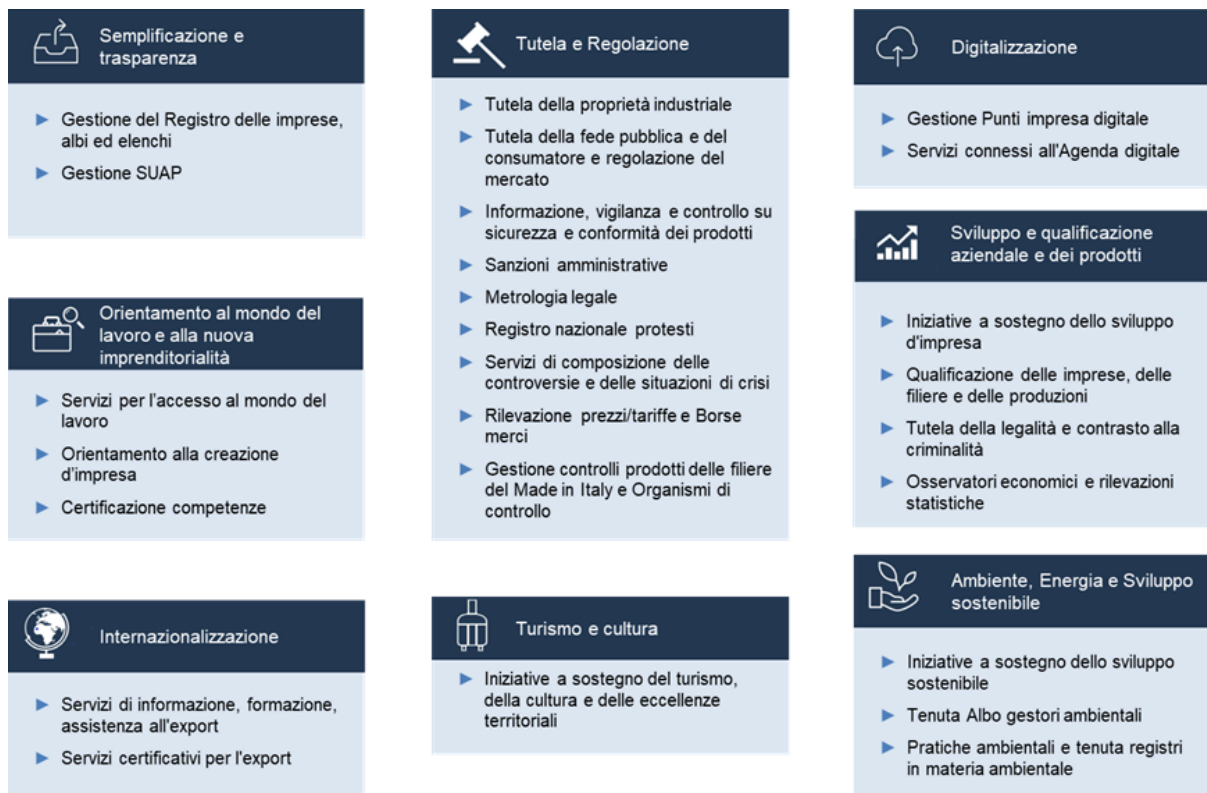 Semplificazione e
trasparenza
Gestione del Registro delle imprese,
albi ed elenchi
Gestione SUAP
Orientamento al mondo del
lavoro e alla nuova
imprenditorialità
Servizi per l'accesso al mondo del
lavoro
Orientamento alla creazione
d'impresa
Certificazione competenze
Internazionalizzazione
Servizi di informazione, formazione,
assistenza all'export
Servizi certificativi per l'export
Tutela e Regolazione
Tutela della proprietà industriale
Tutela della fede pubblica e del
consumatore e regolazione del
mercato
Informazione, vigilanza e controllo su
sicurezza e conformità dei prodotti
Sanzioni amministrative
Metrologia legale
Registro nazionale protesti
Servizi di composizione delle
controversie e delle situazioni di crisi
Rilevazione prezzi/tariffe e Borse
merci
Gestione controlli prodotti delle filiere
del Made in Italy e Organismi di
controllo
Turismo e cultura
Iniziative a sostegno del turismo,
della cultura e delle eccellenze
territoriali
Digitalizzazione
Gestione Punti impresa digitale
Servizi connessi all'Agenda digitale
Sviluppo e qualificazione
aziendale e dei prodotti
Iniziative a sostegno dello sviluppo
d'impresa
Qualificazione delle imprese, delle
filiere e delle produzioni
Tutela della legalità e contrasto alla
criminalità
Osservatori economici e rilevazioni
statistiche
Ambiente, Energia e Sviluppo
sostenibile
Iniziative a sostegno dello sviluppo
sostenibile
Tenuta Albo gestori ambientali
Pratiche ambientali e tenuta registri
in materia ambientale